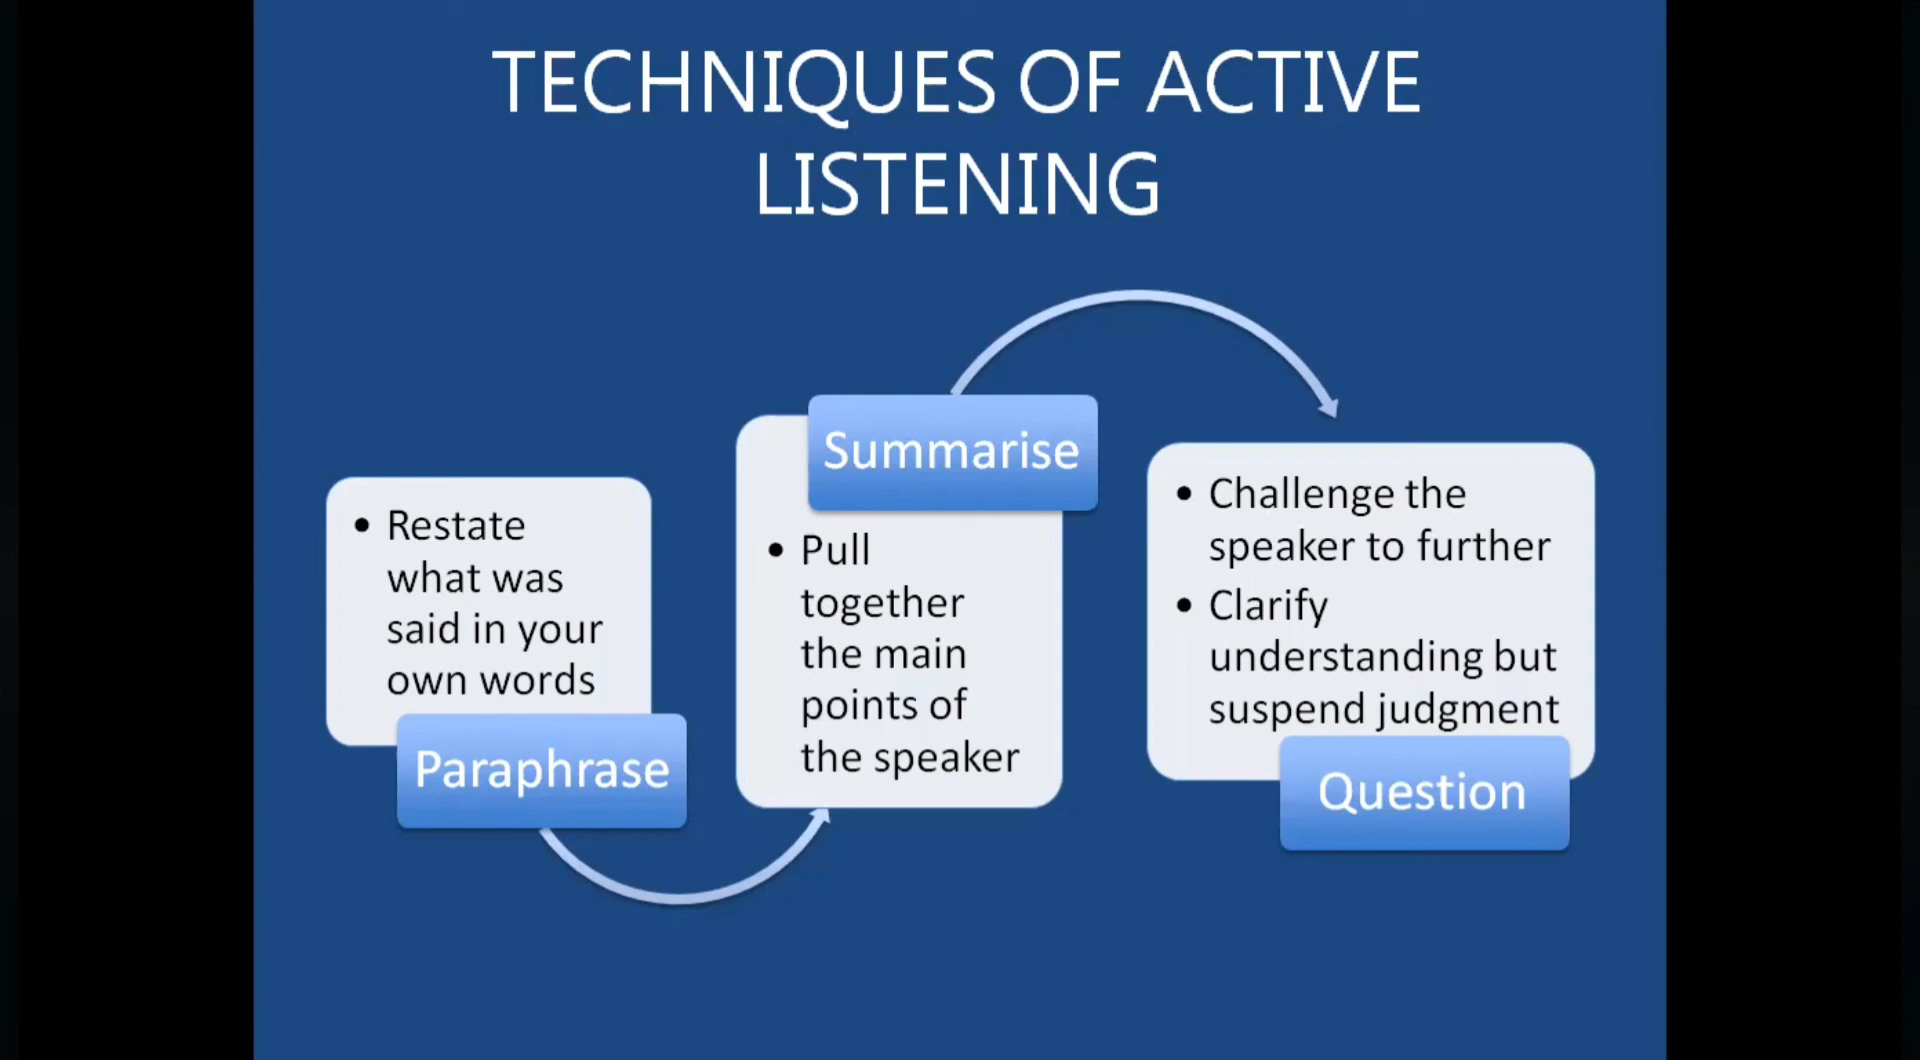 TECHNIQUES OF ACTIVE
LISTENING
• Restate
what was
said in your
own words
Paraphrase
Summarise
• Pull
together
the main
points of
the speaker
• Challenge the
speaker to further
• Clarify
understanding but
suspend judgment
Question